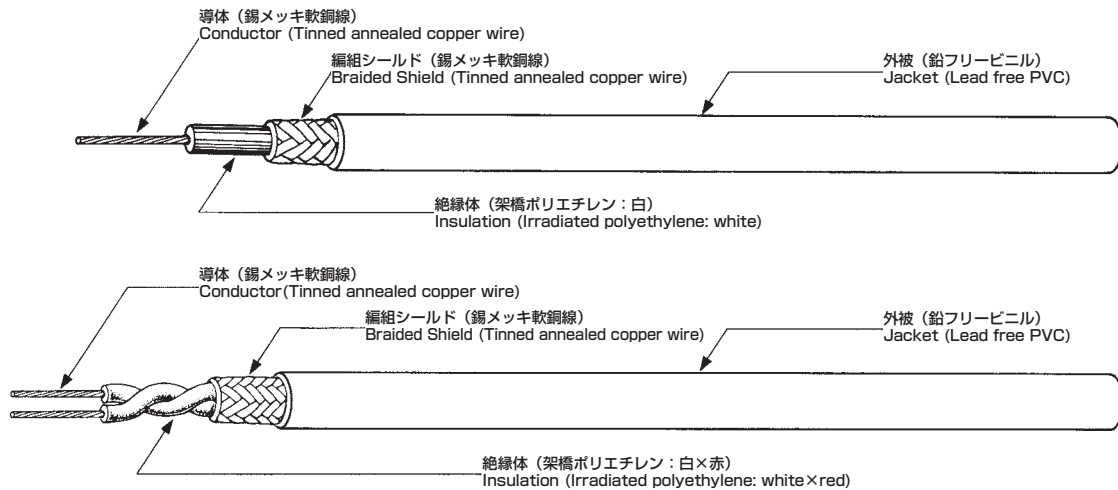 導体（錫メッキ軟銅線）
Conductor (Tinned annealed copper wire)
編組シールド（錫メッキ軟銅線）
Braided Shield (Tinned annealed copper wire)
外被（鉛フリービニル）
Jacket (Lead free PVC)
絶縁体（架橋ポリエチレン：白）
Insulation (Irradiated polyethylene: white)
導体（錫メッキ軟銅線）
Conductor(Tinned annealed copper wire)
編組シールド（錫メッキ軟銅線）
Braided Shield (Tinned annealed copper wire)
外被（鉛フリービニル）
Jacket (Lead free PVC)
絶縁体（架橋ポリエチレン：白×赤）
Insulation (Irradiated polyethylene: white×red)